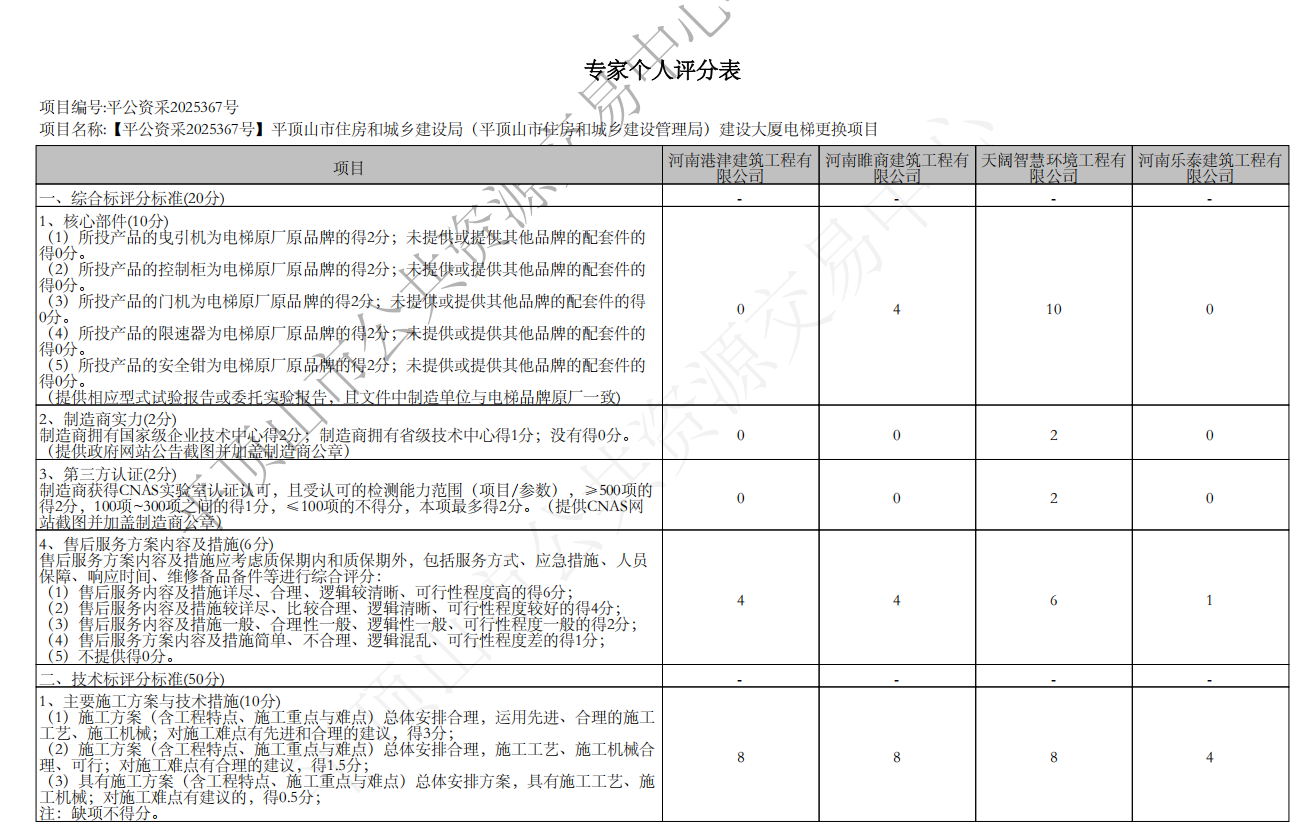 专家个人评分表
项目编号:平公资采2025367号
项目名称:【平公资采2025367号】平顶山市住房和城乡建设局（平顶山市住房和城乡建设管理局）建设大厦电梯更换项目
项目
河南港津建筑工程有限公司
河南睢商建筑工程有限公司
天阔智慧环境工程有限公司
河南乐泰建筑工程有限公司
一、综合标评分标准(20分)
- - - -
1、核心部件(10分)
（1）所投产品的曳引机为电梯原厂原品牌的得2分；未提供或提供其他品牌的配套件的
得0分。
（2）所投产品的控制柜为电梯原厂原品牌的得2分；未提供或提供其他品牌的配套件的
得0分。
（3）所投产品的门机为电梯原厂原品牌的得2分；未提供或提供其他品牌的配套件的得
0分。
（4）所投产品的限速器为电梯原厂原品牌的得2分；未提供或提供其他品牌的配套件的
得0分。
（5）所投产品的安全钳为电梯原厂原品牌的得2分；未提供或提供其他品牌的配套件的
得0分。
(提供相应型式试验报告或委托实验报告，且文件中制造单位与电梯品牌原厂一致)
0 4 10 0
2、制造商实力(2分)
制造商拥有国家级企业技术中心得2分；制造商拥有省级技术中心得1分；没有得0分。
（提供政府网站公告截图并加盖制造商公章）
0 0 2 0
3、第三方认证(2分)
制造商获得CNAS实验室认证认可，且受认可的检测能力范围（项目/参数），≥500项的
得2分，100项~300项之间的得1分，≤100项的不得分，本项最多得2分。（提供CNAS网
站截图并加盖制造商公章）
0 0 2 0
4、售后服务方案内容及措施(6分)
售后服务方案内容及措施应考虑质保期内和质保期外，包括服务方式、应急措施、人员
保障、响应时间、维修备品备件等进行综合评分：
（1）售后服务内容及措施详尽、合理、逻辑较清晰、可行性程度高的得6分；
（2）售后服务内容及措施较详尽、比较合理、逻辑清晰、可行性程度较好的得4分；
（3）售后服务内容及措施一般、合理性一般、逻辑性一般、可行性程度一般的得2分；
（4）售后服务方案内容及措施简单、不合理、逻辑混乱、可行性程度差的得1分；
（5）不提供得0分。
4 4 6 1
二、技术标评分标准(50分)
- - - -
1、主要施工方案与技术措施(10分)
（1）施工方案（含工程特点、施工重点与难点）总体安排合理，运用先进、合理的施工
工艺、施工机械；对施工难点有先进和合理的建议，得3分；
（2）施工方案（含工程特点、施工重点与难点）总体安排合理，施工工艺、施工机械合
理、可行；对施工难点有合理的建议，得1.5分；
（3）具有施工方案（含工程特点、施工重点与难点）总体安排方案，具有施工工艺、施
工机械；对施工难点有建议的，得0.5分；
注：缺项不得分。
8 8 8 4
平顶山市公共资源交易中心
平顶山市公共资源交易中心